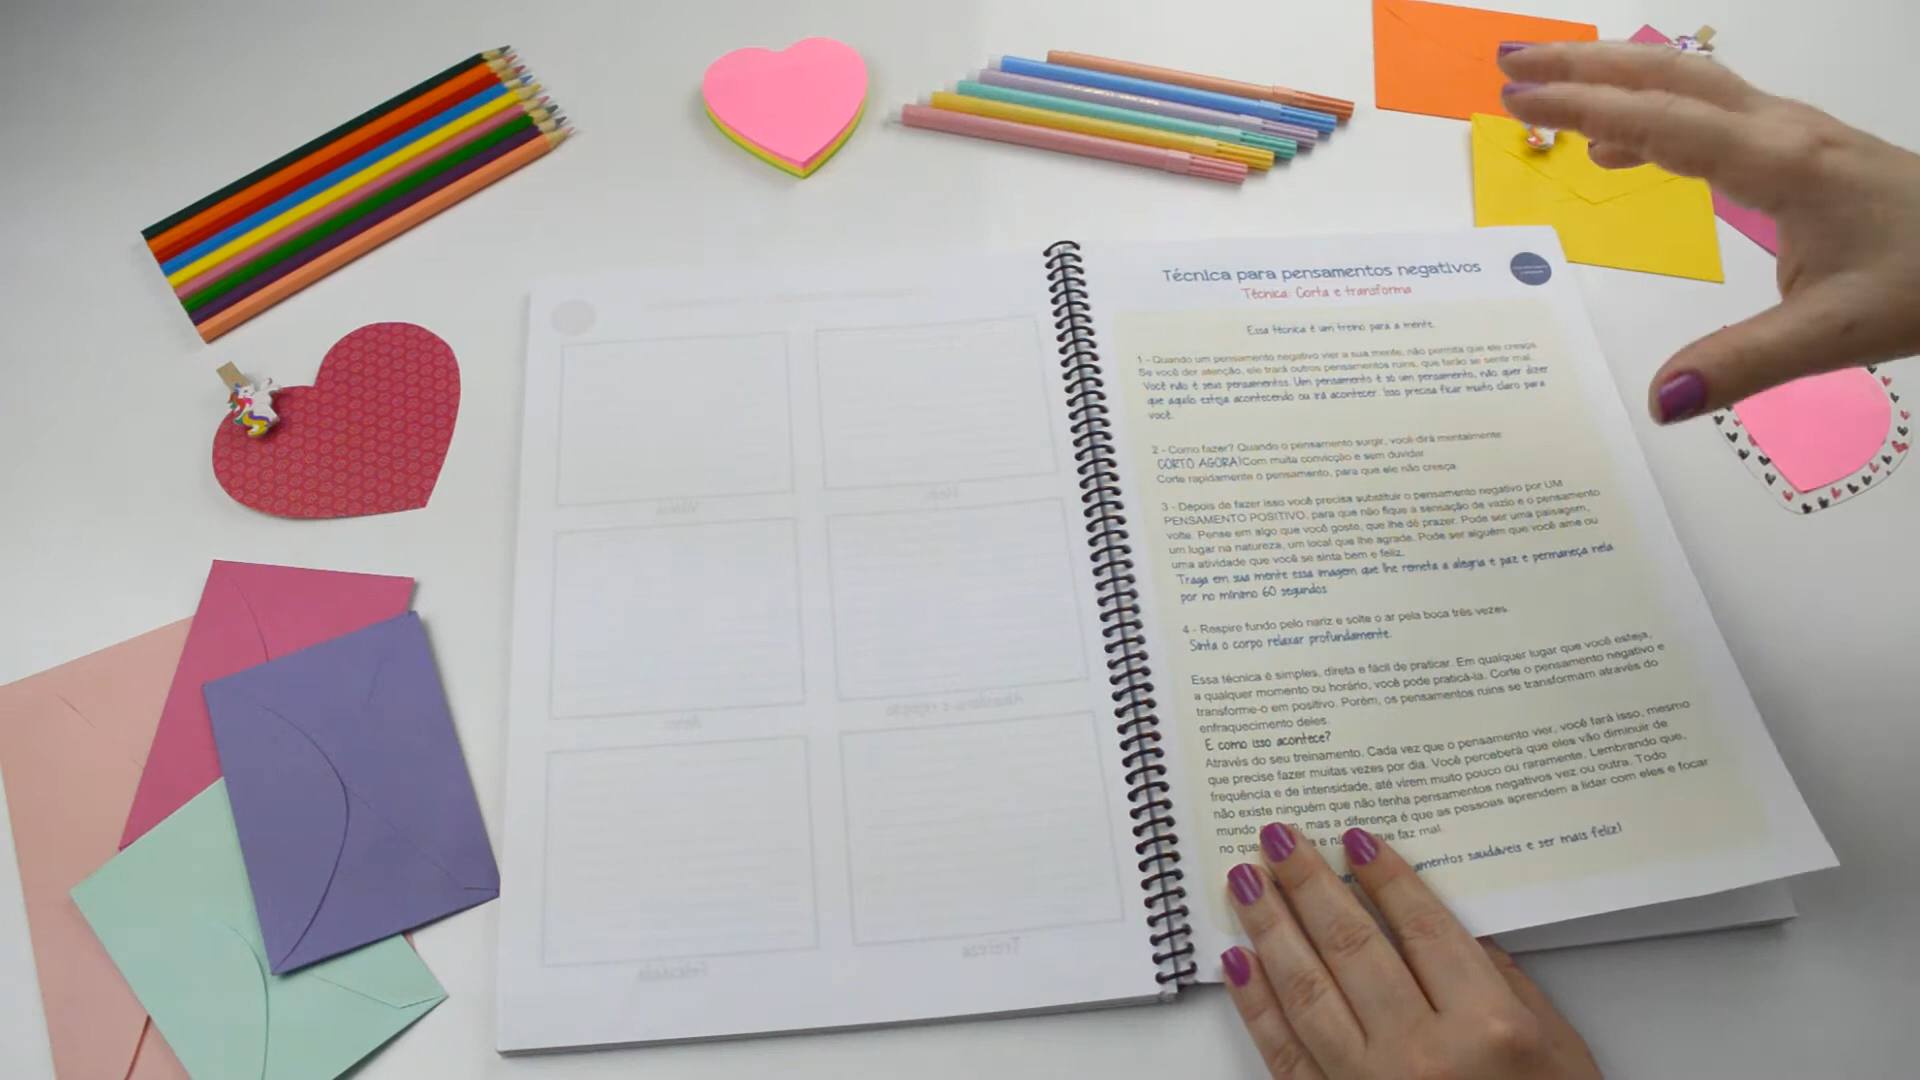 Técnica para pensamentos negativos
Técnica: Corta e transforma
Essa técnica é um treino para a mente.
1 - Quando um pensamento negativo vier a sua mente, não permita que ele cresça.
Se você der atenção, ele trará outros pensamentos ruins, que farão se sentir mal.
Você não é seus pensamentos. Um pensamento é só um pensamento, não quer dizer
que aquilo esteja acontecendo ou irá acontecer. Isso precisa ficar muito claro para
você.
2 - Como fazer? Quando o pensamento surgir, você dirá mentalmente:
CORTO AGORA! Com muita convicção e sem duvidar.
Corte rapidamente o pensamento, para que ele não cresça.
3 - Depois de fazer isso você precisa substituir o pensamento negativo por UM
PENSAMENTO POSITIVO, para que não fique a sensação de vazio e o pensamento
volte. Pense em algo que você gosta, que lhe dê prazer. Pode ser uma paisagem,
um lugar na natureza, um local que lhe agrade. Pode ser alguém que você ame ou
uma atividade que você se sinta bem e feliz.
Traga em sua mente essa imagem que lhe remeta a alegria e paz e permaneça nela
por no mínimo 60 segundos
4 - Respire fundo pelo nariz e solte o ar pela boca três vezes.
Sinta o corpo relaxar profundamente.
Essa técnica é simples, direta e fácil de praticar. Em qualquer lugar que você esteja,
a qualquer momento ou horário, você pode praticá-la. Corte o pensamento negativo e
transforme-o em positivo. Porém, os pensamentos ruins se transformam através do
enfraquecimento deles.
E como isso acontece?
Através do seu treinamento. Cada vez que o pensamento vier, você fará isso, mesmo
que precise fazer muitas vezes por dia. Você perceberá que eles vão diminuir de
frequência e de intensidade, até virem muito pouco ou raramente. Lembrando que,
não existe ninguém que não tenha pensamentos negativos vez ou outra. Todo
mundo mas a diferença é que as pessoas aprendem a lidar com eles e focar
no que e que faz mal.
saudáveis e ser mais feliz!